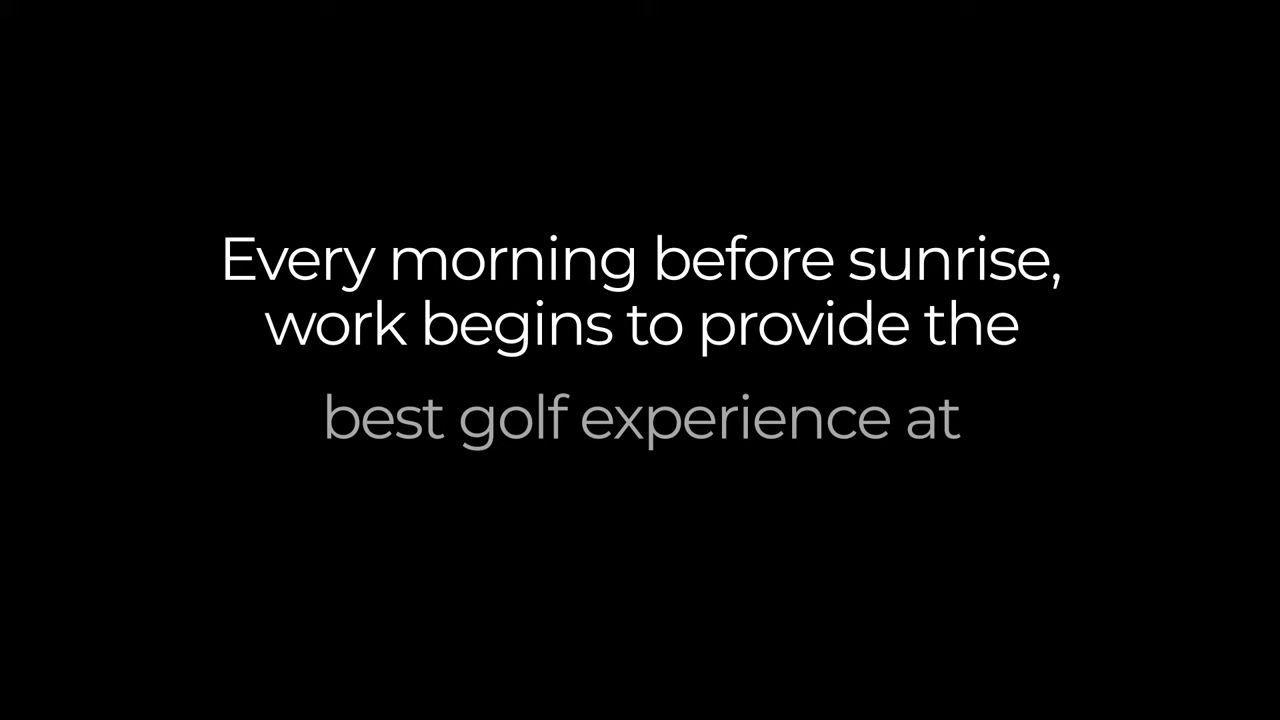 Every morning before sunrise,
work begins to provide the
best golf experience at